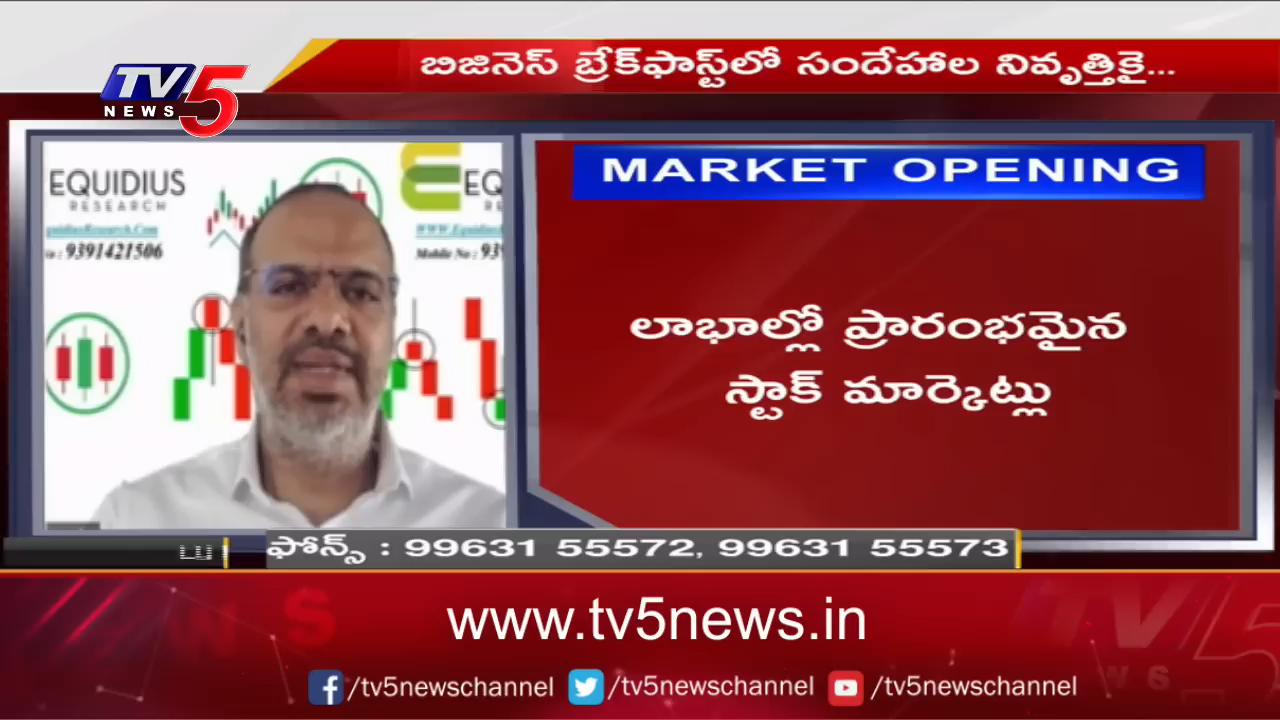 బిజినెస్ బ్రేక్‌ఫాస్ట్‌లో సందేహాల నివృత్తికై...
TV5
NEWS
EQUIDIUS
RESEARCH
9391421506
MARKET OPENING
లాభాల్లో ప్రారంభమైన
స్టాక్ మార్కెట్లు
ఫోన్స్ : 99631 55572, 99631 55573
www.tv5news.in
/tv5newschannel /tv5newschannel /tv5newschannel